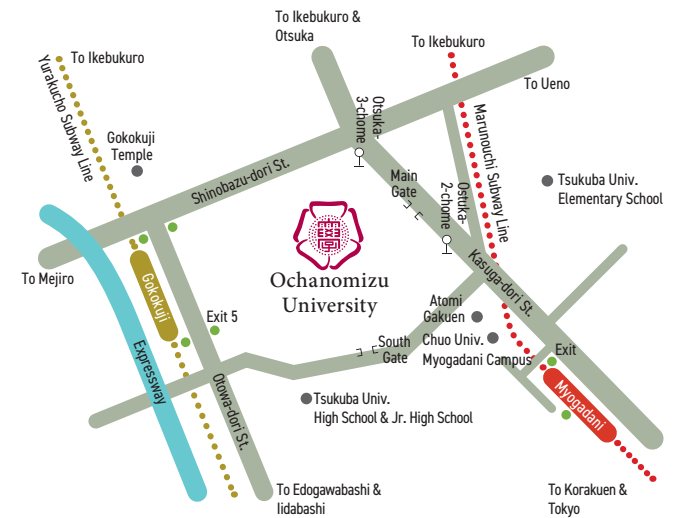 To Ikebukuro &
Otsuka
To Ikebukuro
To Ikebukuro
Yurakucho Subway Line
To Ueno
Otsuka-
3-chome
Marunouchi Subway Line
Gokokuji
Temple
Shinobazu-dori St.
Main
Gate
Ostuka-
2-chome
Tsukuba Univ.
Elementary School
To Mejiro
Gokokuji
Ochanomizu
University
Kasuga-dori St.
Exit 5
Atomi
Gakuen
Chuo Univ.
Myogadani Campus
South
Gate
Exit
Expressway
Otowa-dori St.
Myogadani
Tsukuba Univ.
High School & Jr. High School
To Edogawabashi &
Iidabashi
To Korakuen &
Tokyo